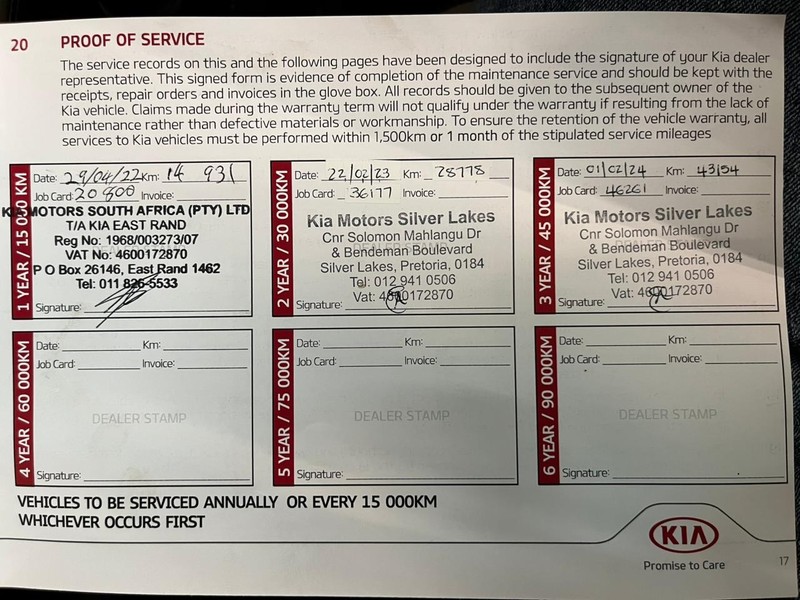 20 PROOF OF SERVICE
The service records on this and the following pages have been designed to include the signature of your Kia dealer
representative. This signed form is evidence of completion of the maintenance service and should be kept with the
receipts, repair orders and invoices in the glove box. All records should be given to the subsequent owner of the
Kia vehicle. Claims made during the warranty term will not qualify under the warranty if resulting from the lack of
maintenance rather than defective materials or workmanship. To ensure the retention of the vehicle warranty, all
services to Kia vehicles must be performed within 1,500km or 1 month of the stipulated service mileages
1 YEAR / 15 000 KM
Date: 29/04/22 Km: 14 931
Job Card: 20 800 Invoice:
KIA MOTORS SOUTH AFRICA (PTY) LTD
T/A KIA EAST RAND
Reg No: 1968/003273/07
VAT No: 4600172870
P O Box 26146, East Rand 1462
Tel: 011 826-5533
Signature:
2 YEAR / 30 000KM
Date: 22/02/23 Km: 28778
Job Card: 36177 Invoice:
Kia Motors Silver Lakes
Cnr Solomon Mahlangu Dr
& Bendeman Boulevard
DEALER STAMP
Silver Lakes, Pretoria, 0184
Tel: 012 941 0506
Vat: 4600172870
Signature:
3 YEAR / 45 000KM
Date: 01/02/24 Km: 43154
Job Card: 46261 Invoice:
Kia Motors Silver Lakes
Cnr Solomon Mahlangu Dr
& Bendeman Boulevard
Silver Lakes, Pretoria, 0184
Tel: 012 941 0506
Vat: 4600172870
Signature:
4 YEAR / 60 000KM
Date: Km:
Job Card: Invoice:
DEALER STAMP
Signature:
5 YEAR / 75 000KM
Date: Km:
Job Card: Invoice:
DEALER STAMP
Signature:
6 YEAR / 90 000KM
Date: Km:
Job Card: Invoice:
DEALER STAMP
Signature:
VEHICLES TO BE SERVICED ANNUALLY OR EVERY 15 000KM
WHICHEVER OCCURS FIRST
KIA
Promise to Care
17